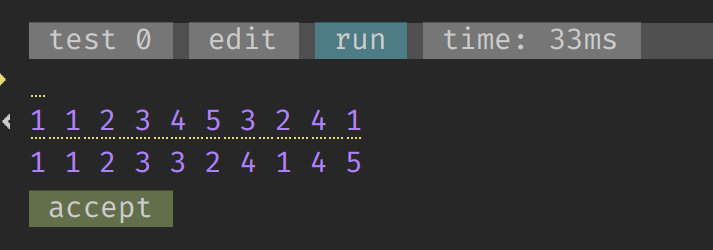 test 0 edit run time: 33ms
1 1 2 3 4 5 3 2 4 1
1 1 2 3 3 2 4 1 4 5
accept